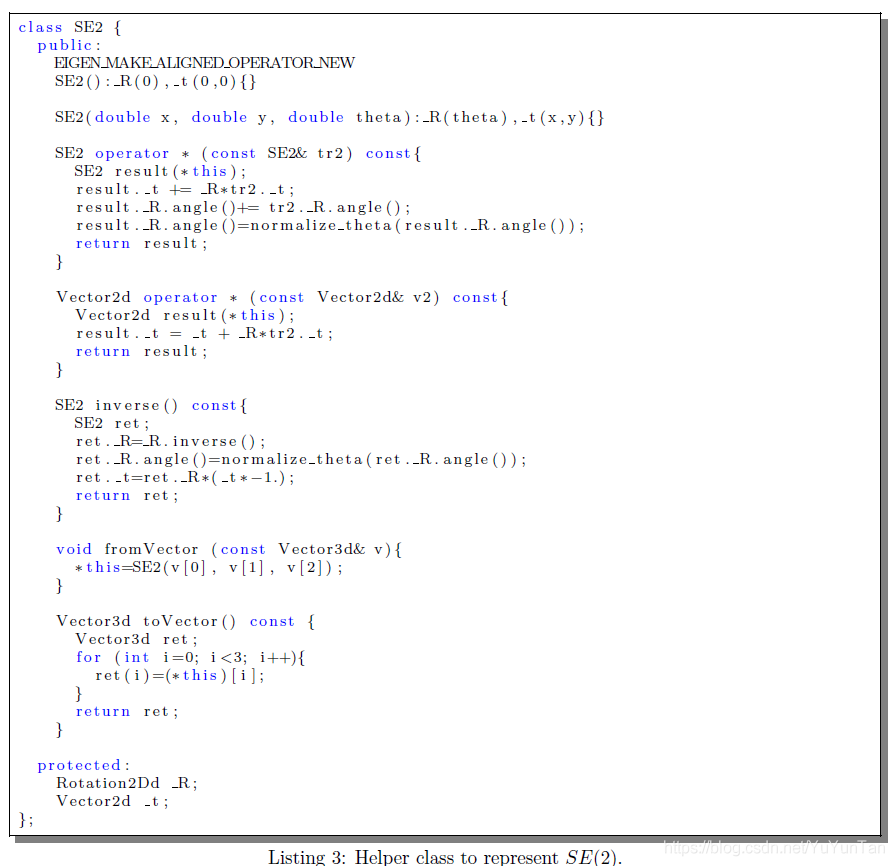 class SE2 {
public:
EIGEN_MAKE_ALIGNED_OPERATOR_NEW
SE2():_R(0),_t(0,0){}
SE2(double x, double y, double theta):_R(theta),_t(x,y){}
SE2 operator * (const SE2& tr2) const{
SE2 result(*this);
result._t += _R*tr2._t;
result._R.angle()+= tr2._R.angle();
result._R.angle()=normalize_theta(result._R.angle());
return result;
}
Vector2d operator * (const Vector2d& v2) const{
Vector2d result(*this);
result._t = _t + _R*tr2._t;
return result;
}
SE2 inverse() const{
SE2 ret;
ret._R=_R.inverse();
ret._R.angle()=normalize_theta(ret._R.angle());
ret._t=ret._R*(_t*-1.);
return ret;
}
void fromVector (const Vector3d& v){
*this=SE2(v[0], v[1], v[2]);
}
Vector3d toVector() const {
Vector3d ret;
for (int i=0; i<3; i++){
ret(i)=(*this)[i];
}
return ret;
}
protected:
Rotation2Dd _R;
Vector2d _t;
};
Listing 3: Helper class to represent SE(2).
https://blog.csdn.net/YuYunTan